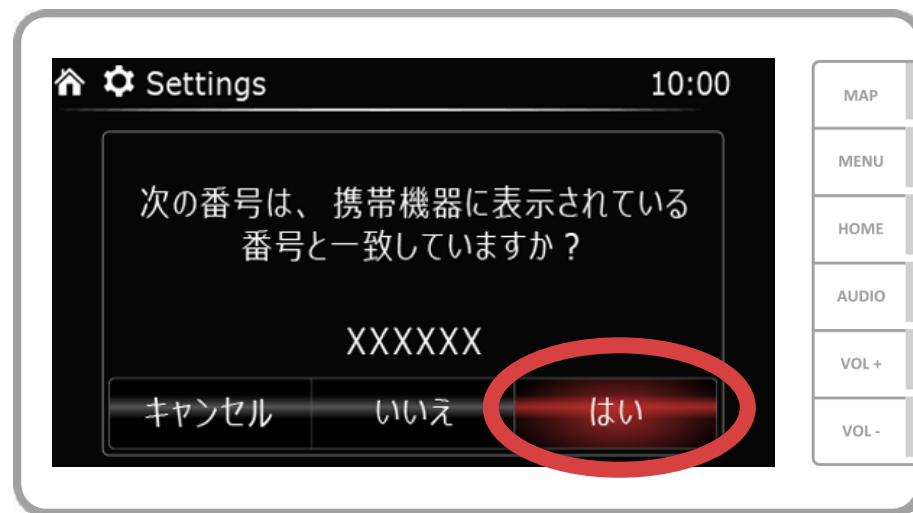 Settings 10:00
次の番号は、 携帯機器に表示されている
番号と一致していますか？
XXXXXX
キャンセル いいえ はい
MAP
MENU
HOME
AUDIO
VOL +
VOL -